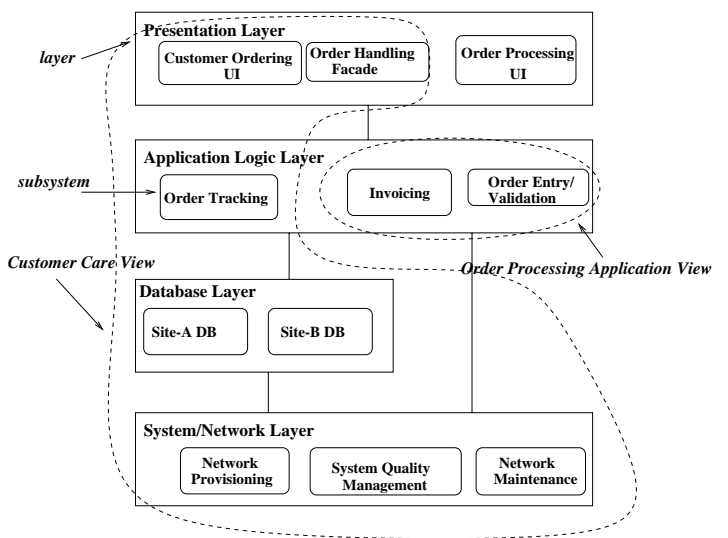 Presentation Layer
layer
Customer Ordering
UI
Order Handling
Facade
Order Processing
UI
Application Logic Layer
subsystem
Order Tracking
Invoicing
Order Entry/
Validation
Customer Care View
Order Processing Application View
Database Layer
Site-A DB
Site-B DB
System/Network Layer
Network
Provisioning
System Quality
Management
Network
Maintenance